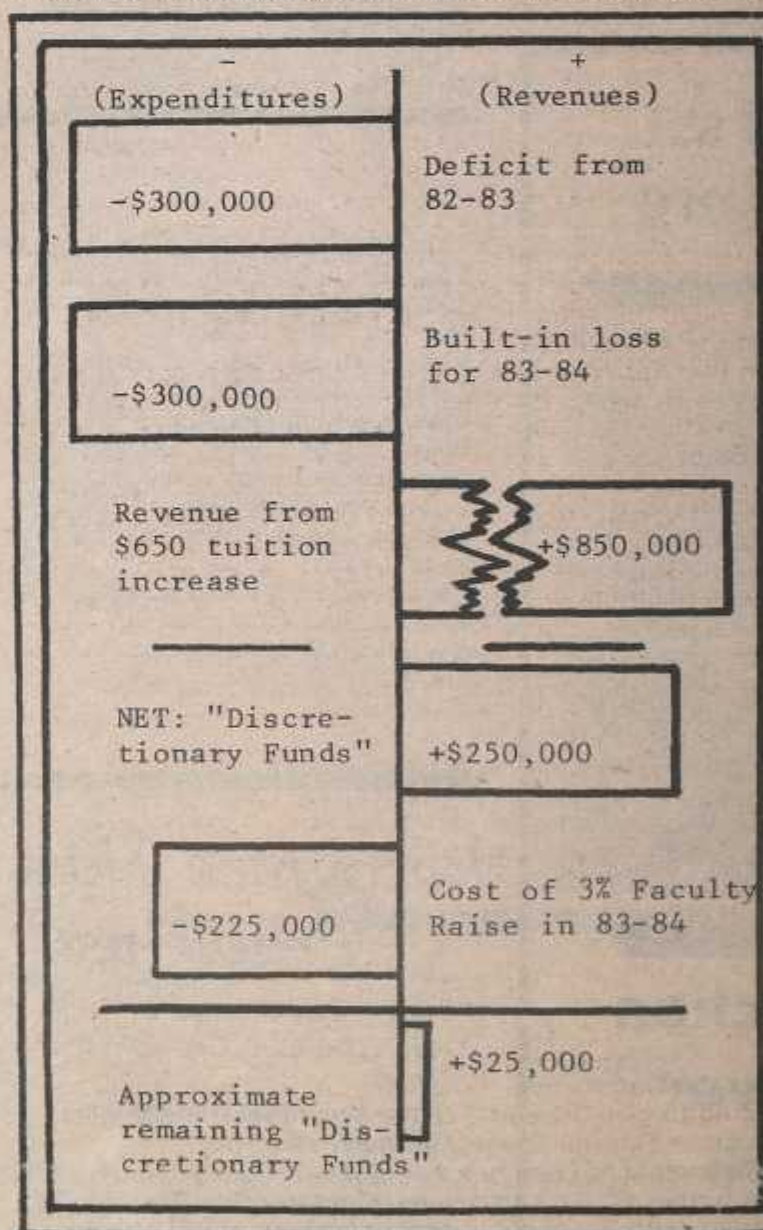 -
(Expenditures)
+
(Revenues)
-$300,000
Deficit from
82-83
-$300,000
Built-in loss
for 83-84
Revenue from
$650 tuition
increase
+$850,000
NET: "Discre-
tionary Funds"
+$250,000
-$225,000
Cost of 3% Faculty
Raise in 83-84
+$25,000
Approximate
remaining "Dis-
cretionary Funds"